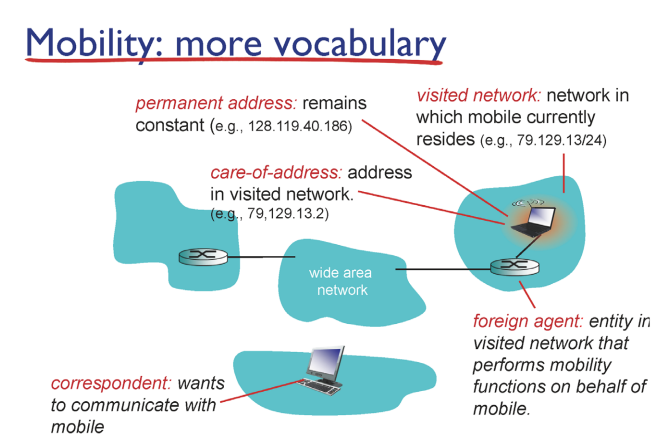 Mobility: more vocabulary
permanent address: remains
constant (e.g., 128.119.40.186)
visited network: network in
which mobile currently
resides (e.g., 79.129.13/24)
care-of-address: address
in visited network.
(e.g., 79,129.13.2)
wide area
network
foreign agent: entity in
visited network that
performs mobility
functions on behalf of
mobile.
correspondent: wants
to communicate with
mobile